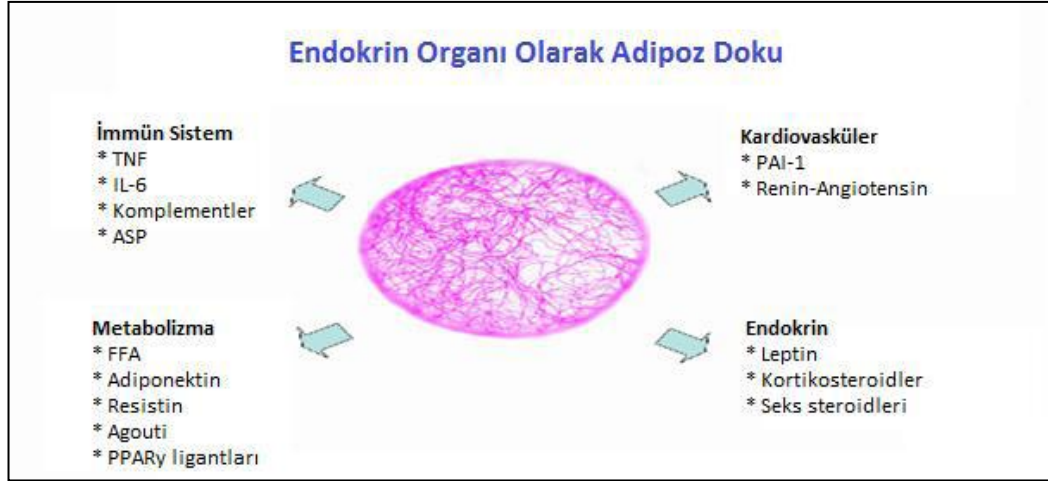 Endokrin Organı Olarak Adipoz Doku
İmmün Sistem
* TNF
* IL-6
* Komplementler
* ASP
Kardiovasküler
* PAI-1
* Renin-Angiotensin
Metabolizma
* FFA
* Adiponektin
* Resistin
* Agouti
* PPARy ligantları
Endokrin
* Leptin
* Kortikosteroidler
* Seks steroidleri